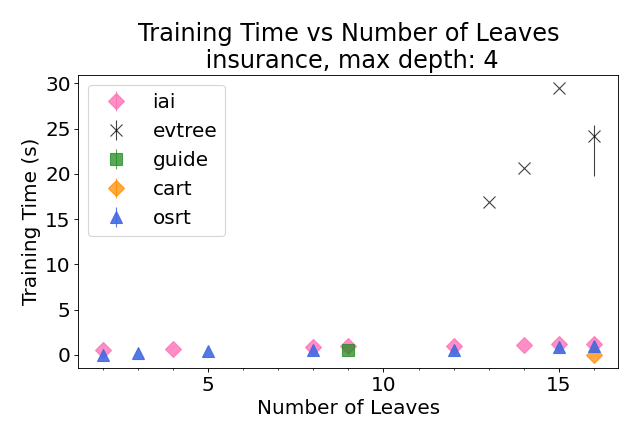 Training Time vs Number of Leaves
insurance, max depth: 4
Training Time (s)
30
25
20
15
10
5
0
iai
evtree
guide
cart
osrt
5
10
15
Number of Leaves